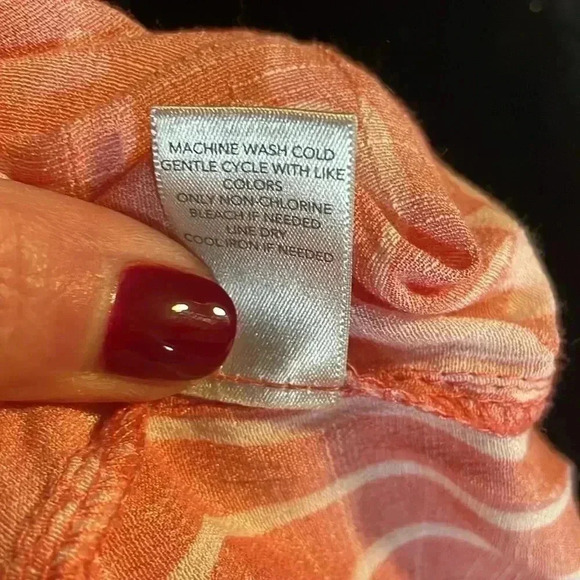 MACHINE WASH COLD
GENTLE CYCLE WITH LIKE
COLORS
ONLY NON-CHLORINE
BLEACH IF NEEDED
LINE DRY
COOL IRON IF NEEDED